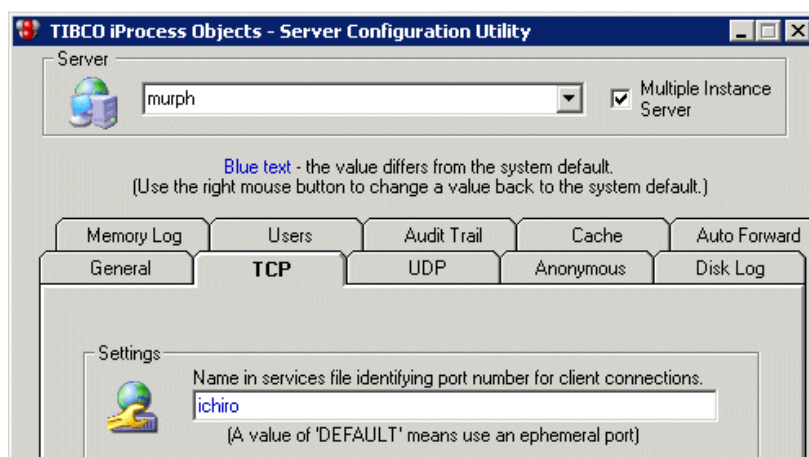 TIBCO iProcess Objects - Server Configuration Utility
Server
murph
Multiple Instance
Server
Blue text - the value differs from the system default.
(Use the right mouse button to change a value back to the system default.)
Memory Log Users Audit Trail Cache Auto Forward
General TCP UDP Anonymous Disk Log
Settings
Name in services file identifying port number for client connections.
ichiro
(A value of 'DEFAULT' means use an ephemeral port)